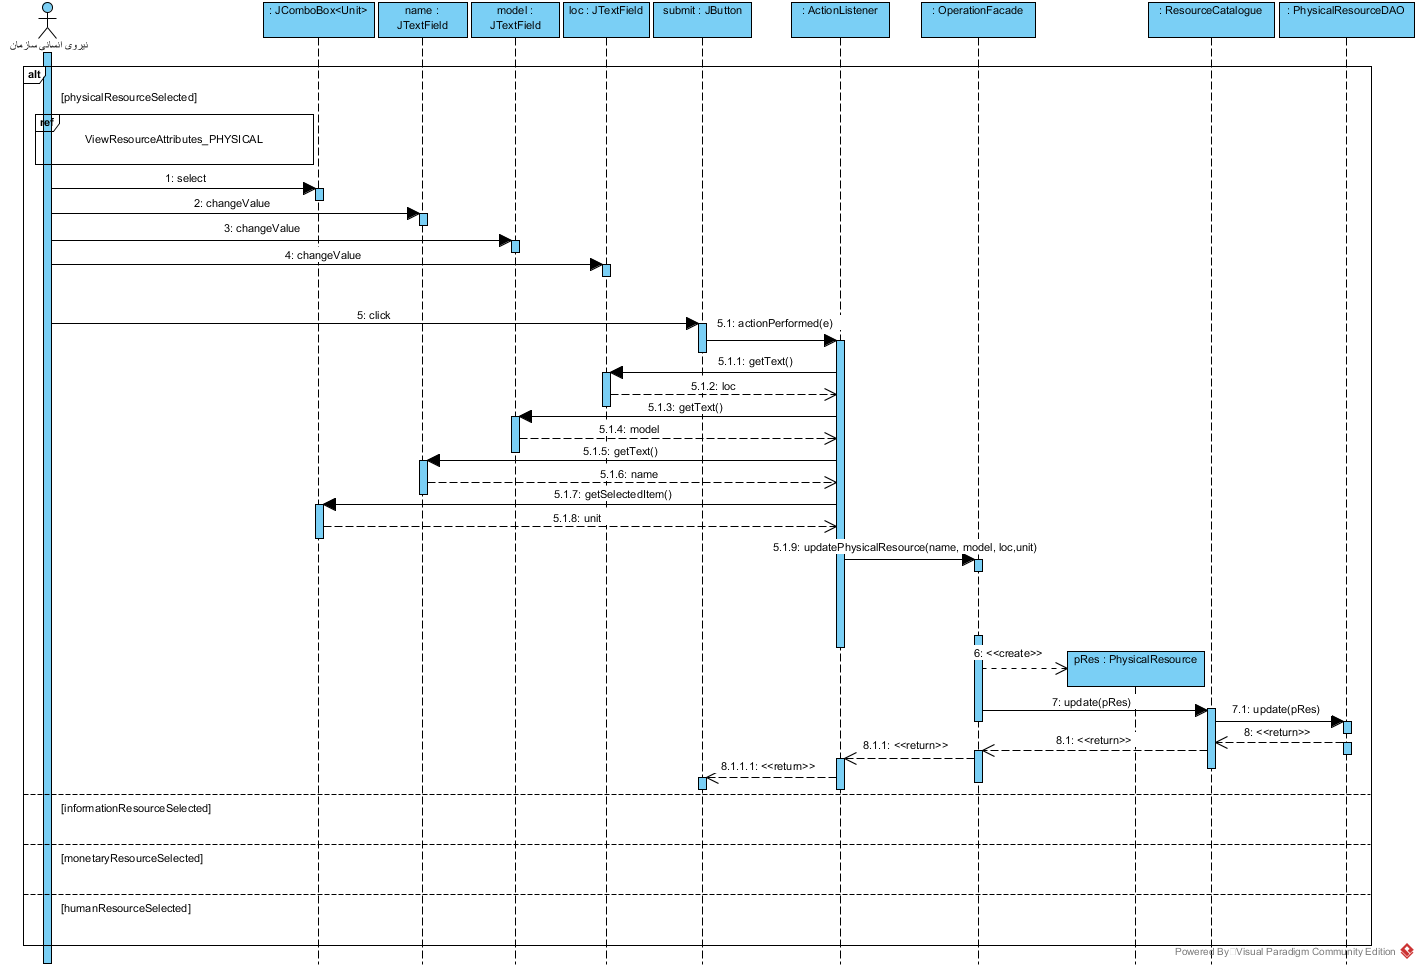 : JComboBox<Unit>
name :
JTextField
model :
JTextField
loc : JTextField
submit : JButton
: ActionListener
: OperationFacade
: ResourceCatalogue
: PhysicalResourceDAO
نیروی انسانی سازمان
alt
[physicalResourceSelected]
ref
ViewResourceAttributes_PHYSICAL
1: select
2: changeValue
3: changeValue
4: changeValue
5: click
5.1: actionPerformed(e)
5.1.1: getText()
5.1.2: loc
5.1.3: getText()
5.1.4: model
5.1.5: getText()
5.1.6: name
5.1.7: getSelectedItem()
5.1.8: unit
5.1.9: updatePhysicalResource(name, model, loc,unit)
6: <<create>>
pRes : PhysicalResource
7: update(pRes)
7.1: update(pRes)
8: <<return>>
8.1: <<return>>
8.1.1: <<return>>
8.1.1.1: <<return>>
[informationResourceSelected]
[monetaryResourceSelected]
[humanResourceSelected]
Powered By Visual Paradigm Community Edition